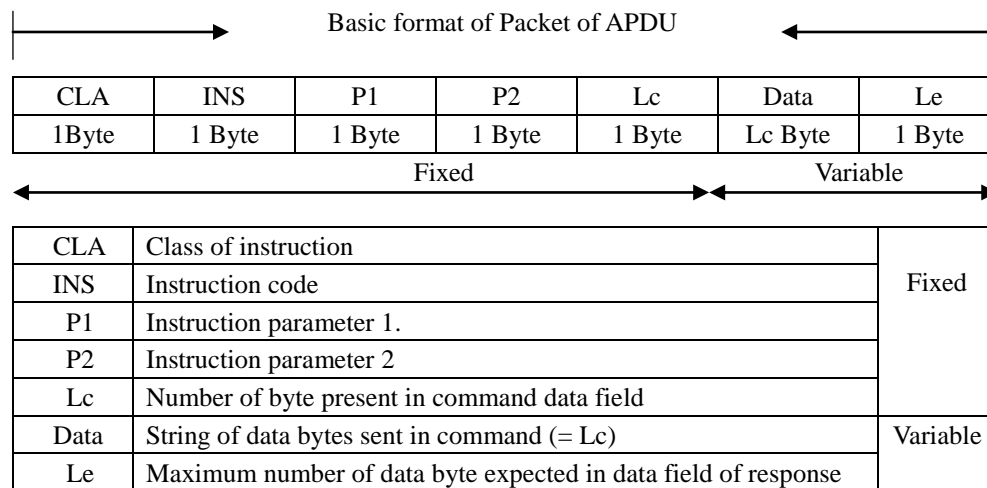 Basic format of Packet of APDU
CLA INS P1 P2 Lc Data Le
1Byte 1 Byte 1 Byte 1 Byte 1 Byte Lc Byte 1 Byte
Fixed Variable
CLA Class of instruction Fixed
INS Instruction code
P1 Instruction parameter 1.
P2 Instruction parameter 2
Lc Number of byte present in command data field
Data String of data bytes sent in command (= Lc) Variable
Le Maximum number of data byte expected in data field of response